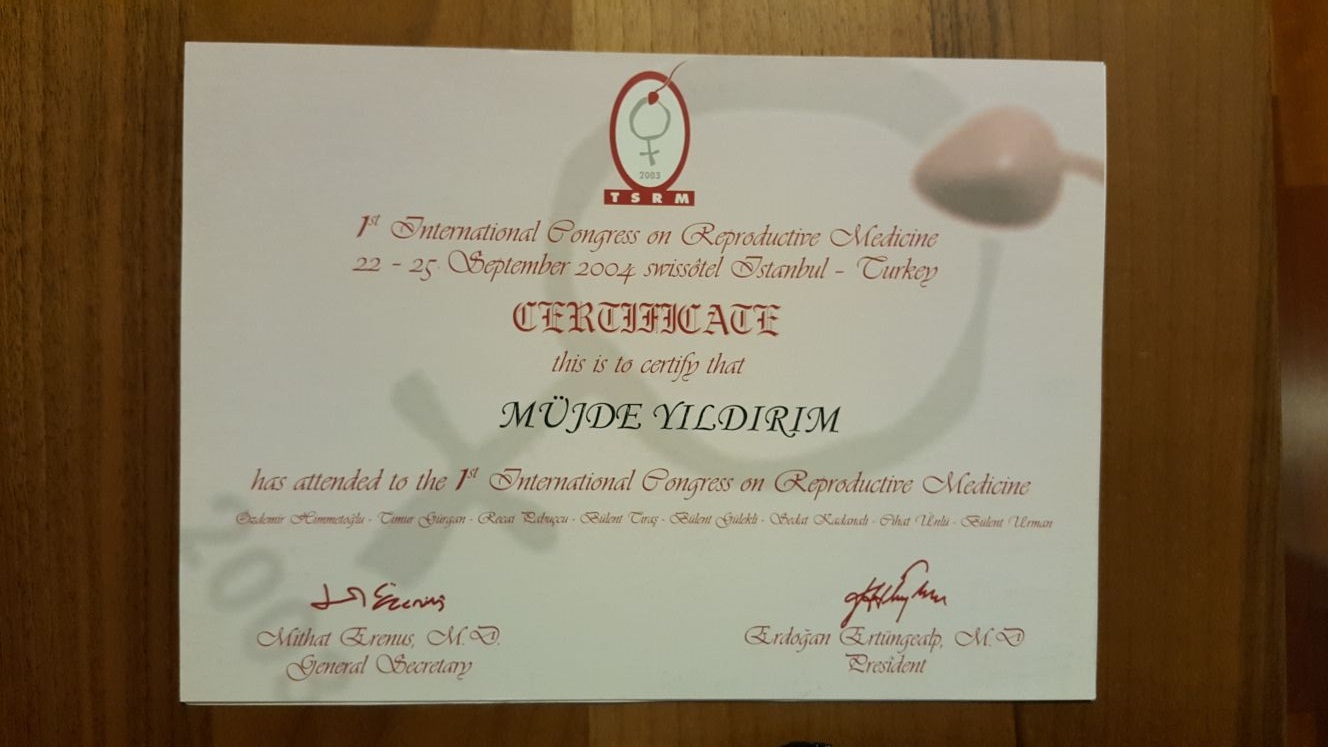 2003
TSRM
1st International Congress on Reproductive Medicine
22 - 25 September 2004 swissôtel Istanbul - Turkey
CERTIFICATE
this is to certify that
MÜJDE YILDIRIM
has attended to the 1st International Congress on Reproductive Medicine
Özdemir Himmetoğlu - Timur Gürgan - Recai Pabuçcu - Bülent Tıraş - Bülent Gülekli - Sedat Kadanalı - Cihat Ünlü - Bülent Urman
Mithat Erenus, M.D.
General Secretary
Erdoğan Ertüngealp, M.D
President